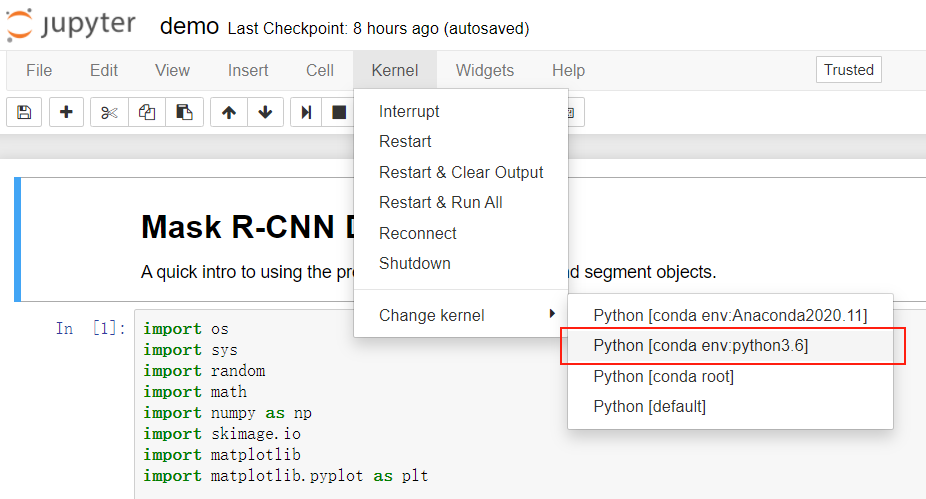 jupyter demo Last Checkpoint: 8 hours ago (autosaved)
File Edit View Insert Cell Kernel Widgets Help Trusted
Interrupt
Restart
Restart & Clear Output
Restart & Run All
Reconnect
Shutdown
Change kernel
Python [conda env:Anaconda2020.11]
Python [conda env:python3.6]
Python [conda root]
Python [default]
Mask R-CNN
A quick intro to using the segment objects.
In [1]:
import os
import sys
import random
import math
import numpy as np
import skimage.io
import matplotlib
import matplotlib.pyplot as plt